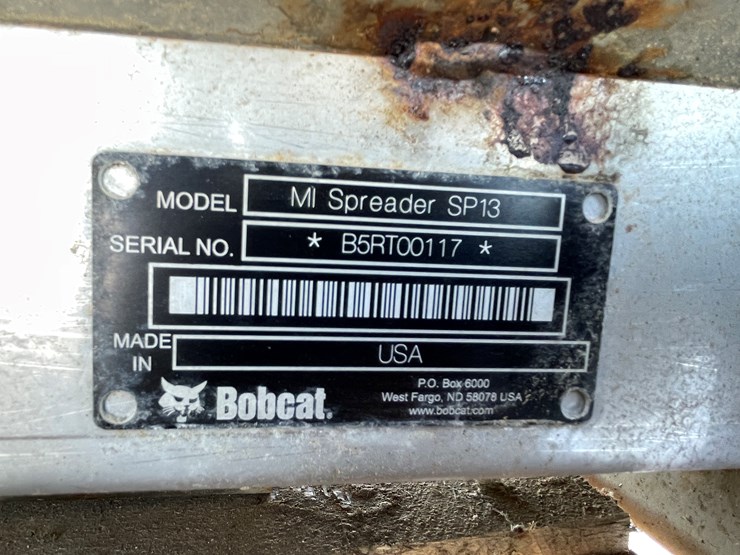 MODEL MI Spreader SP13
SERIAL NO. * B5RT00117 *
MADE IN USA
Bobcat.
P.O. Box 6000
West Fargo, ND 58078 USA
www.bobcat.com